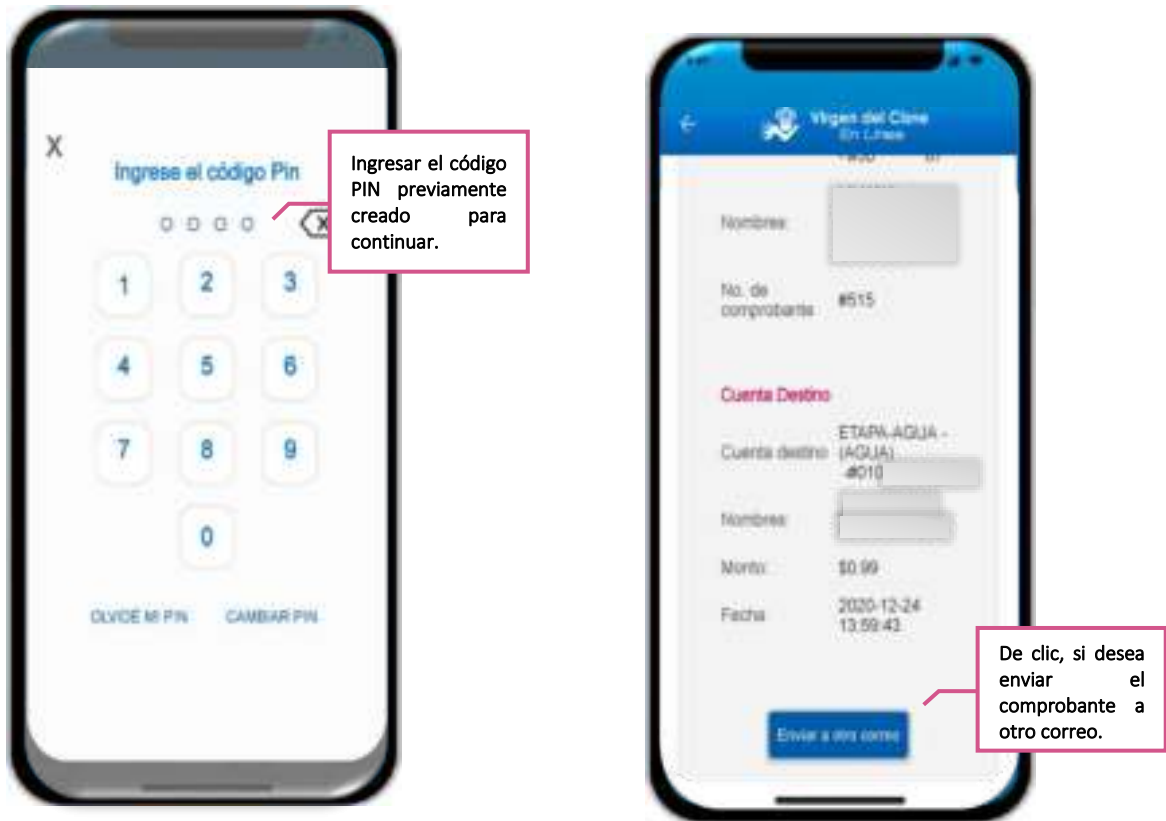 X
Ingrese el código Pin
Ingresar el código
PIN previamente
creado para
continuar.
X
1 2 3
4 5 6
7 8 9
0
OLVIDÉ MI PIN CAMBIAR PIN
Virgen del Cisne
En Línea
Nombres:
No. de
comprobante #515
Cuenta Destino
Cuenta destino ETAPA-AGUA -
(AGUA)
-#010
Nombres:
Monto: $0.99
Fecha: 2020-12-24
13:59:43
Enviar a otro correo
De clic, si desea
enviar el
comprobante a
otro correo.